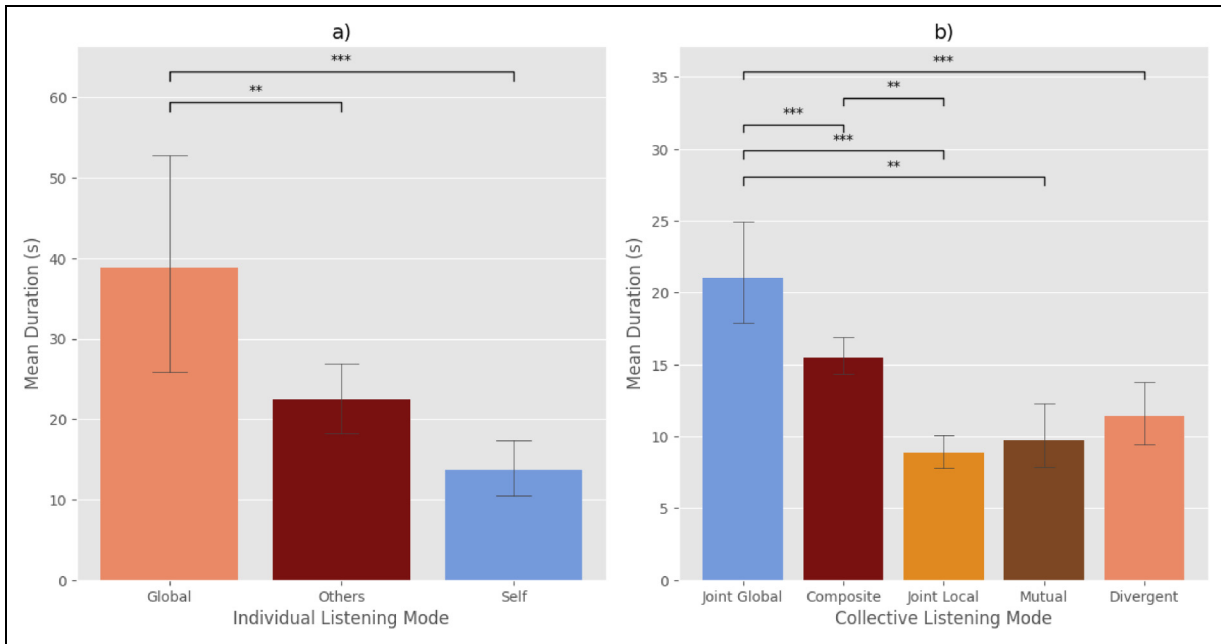 a)
***
**
60
50
40
30
20
10
0
Mean Duration (s)
Global Others Self
Individual Listening Mode
b)
***
**
***
***
**
35
30
25
20
15
10
5
0
Mean Duration (s)
Joint Global Composite Joint Local Mutual Divergent
Collective Listening Mode